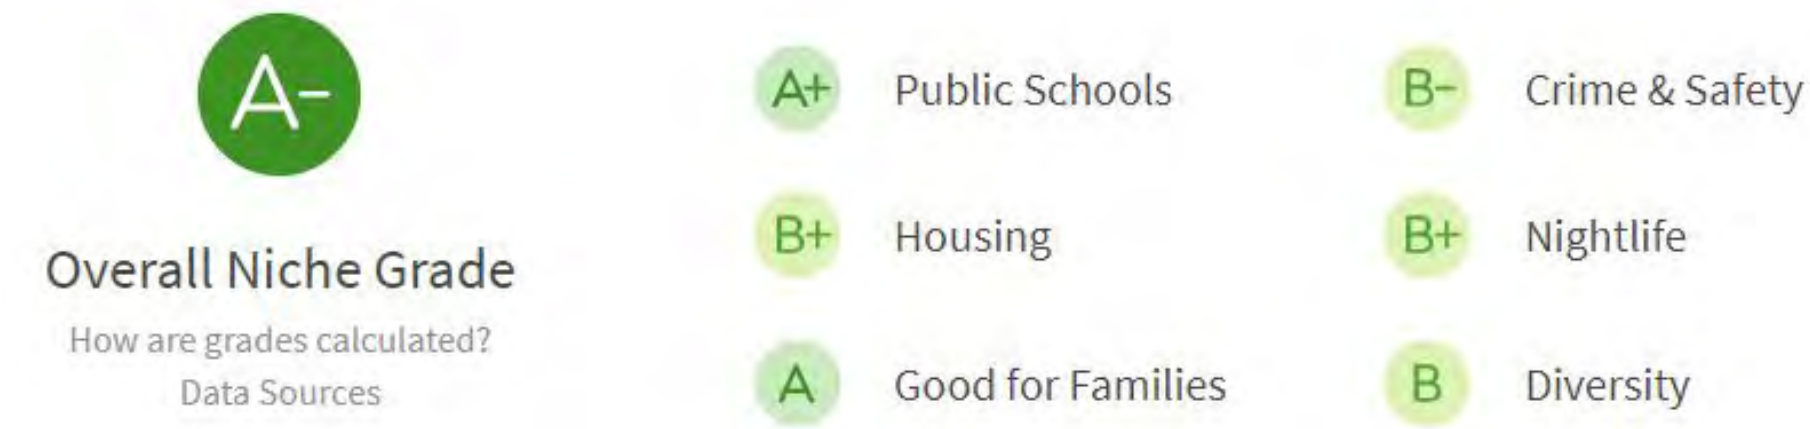 A-
Overall Niche Grade
How are grades calculated?
Data Sources
A+ Public Schools
B+ Housing
A Good for Families
B- Crime & Safety
B+ Nightlife
B Diversity